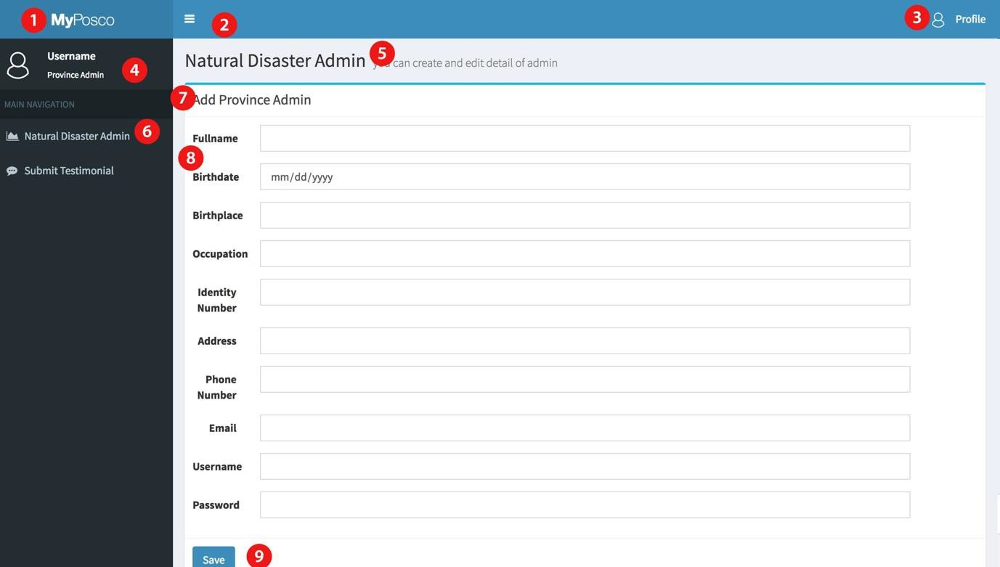 1 MyPosco
2
3 Profile
Username
Province Admin 4
MAIN NAVIGATION
Natural Disaster Admin 6
Submit Testimonial
Natural Disaster Admin 5 you can create and edit detail of admin
7 Add Province Admin
Fullname
8
Birthdate mm/dd/yyyy
Birthplace
Occupation
Identity
Number
Address
Phone
Number
Email
Username
Password
Save 9